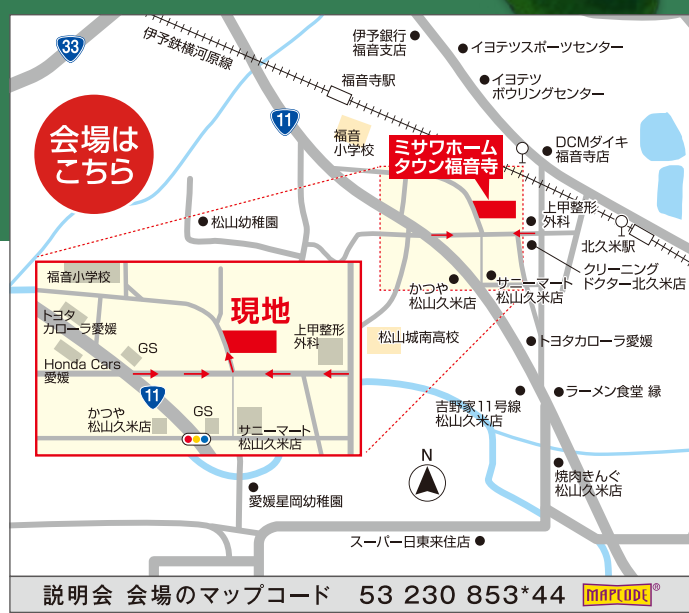 33
伊予鉄横河原線
伊予銀行
福音支店
イヨテツスポーツセンター
イヨテツ
ボウリングセンター
福音寺駅
11
福音
小学校
会場は
こちら
ミサワホーム
タウン福音寺
DCMダイキ
福音寺店
松山幼稚園
上甲整形
外科
北久米駅
クリーニング
ドクター北久米店
かつや
松山久米店
サニーマート
松山久米店
福音小学校
トヨタ
カローラ愛媛
現地
上甲整形
外科
GS
Honda Cars
愛媛
11
かつや
松山久米店
GS
サニーマート
松山久米店
松山城南高校
トヨタカローラ愛媛
吉野家11号線
松山久米店
ラーメン食堂 縁
N
焼肉きんぐ
松山久米店
愛媛星岡幼稚園
スーパー日東来住店
説明会 会場のマップコード 53 230 853*44 MAPCODE®